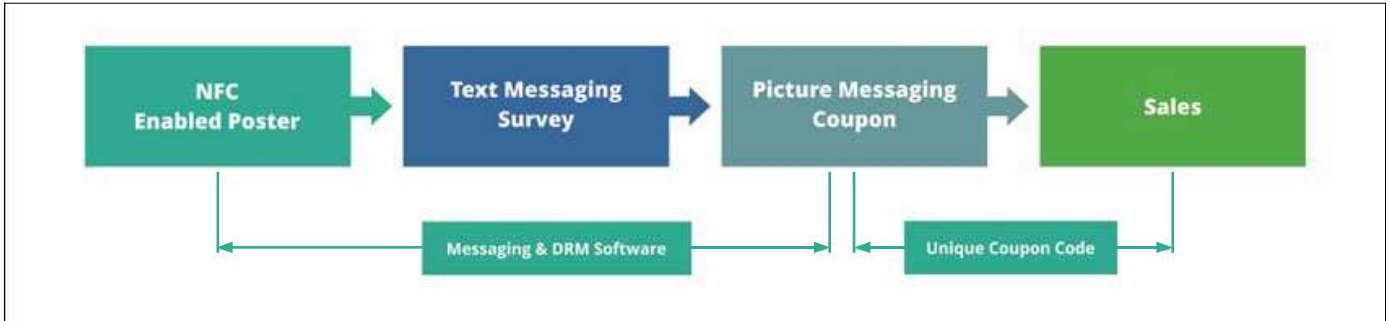 NFC
Enabled Poster
Text Messaging
Survey
Picture Messaging
Coupon
Sales
Messaging & DRM Software
Unique Coupon Code